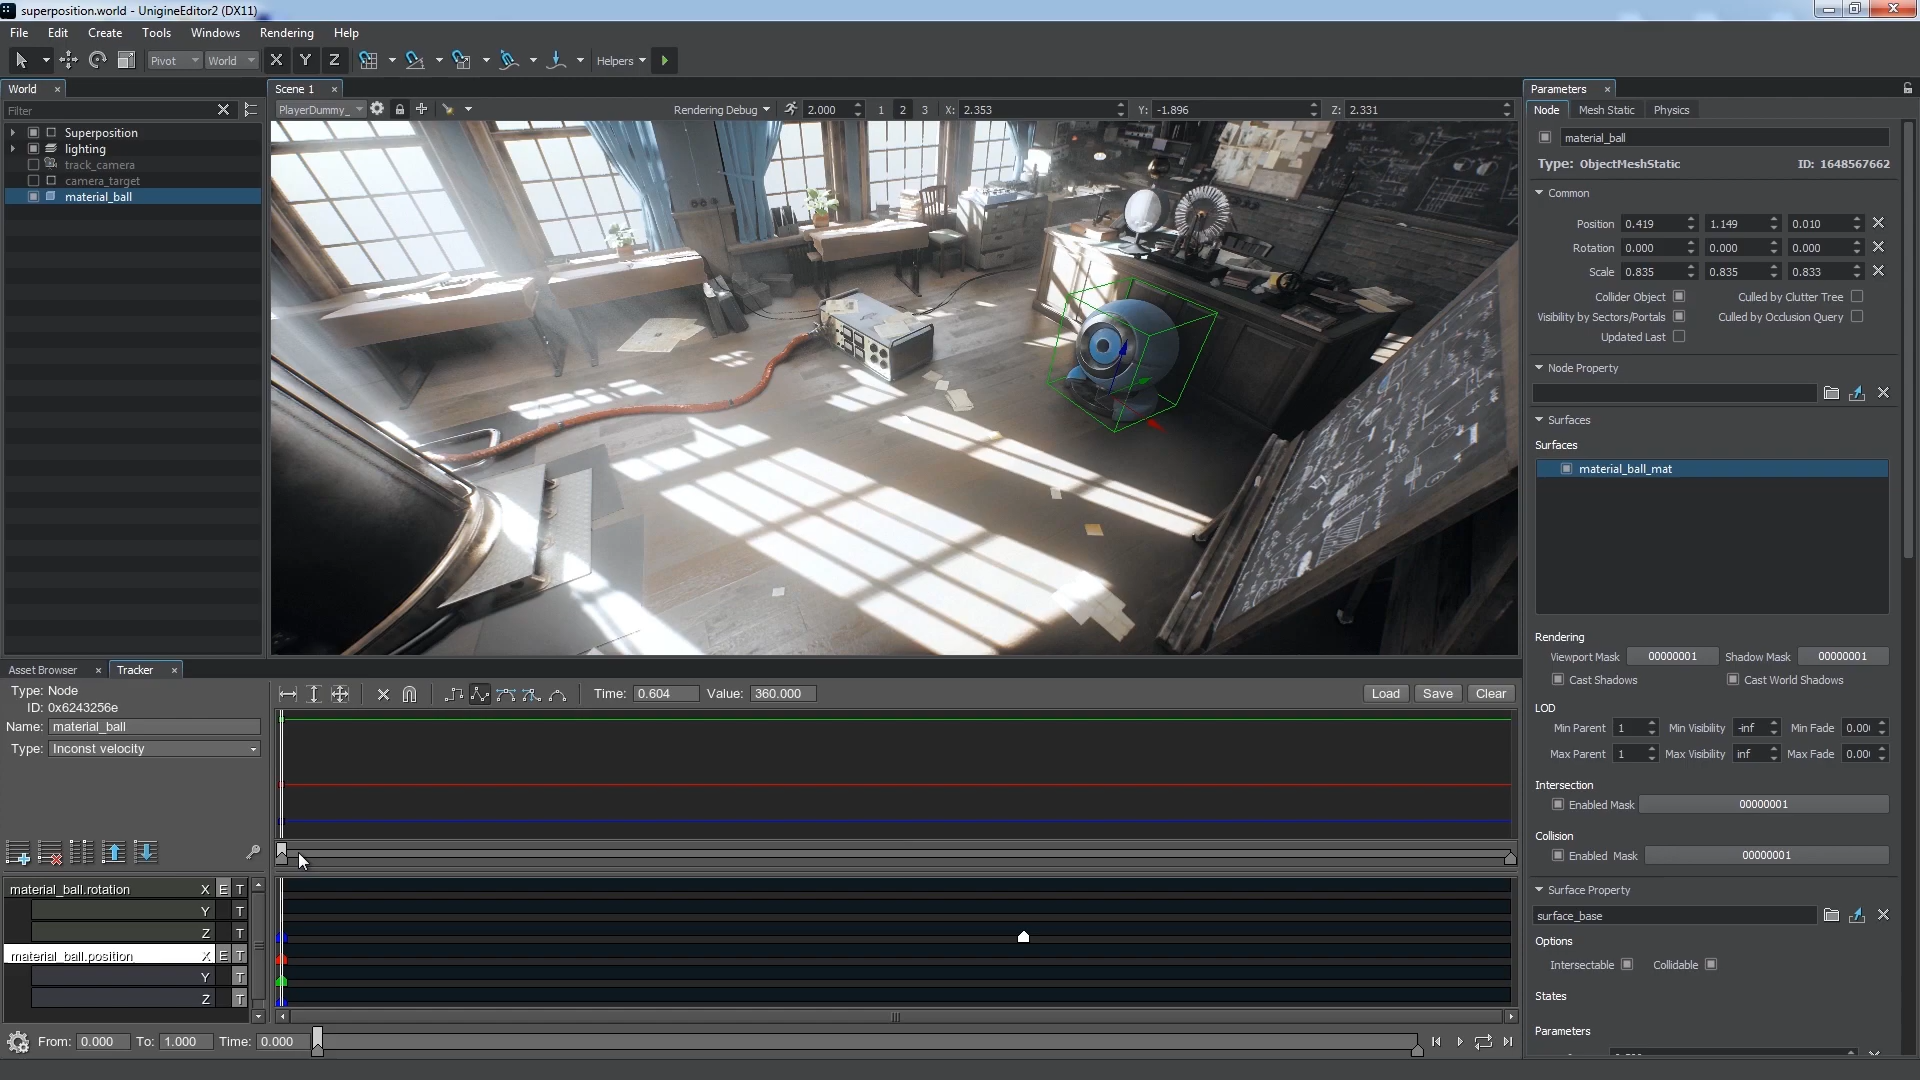 superposition.world - UnigineEditor2 (DX11)
File Edit Create Tools Windows Rendering Help
Pivot World X Y Z Helpers
World
Filter
Superposition
lighting
track_camera
camera_target
material_ball
Scene 1
PlayerDummy_ Rendering Debug 2.000 1 2 3 X: 2.353 Y: -1.896 Z: 2.331
Parameters
Node Mesh Static Physics
material_ball
Type: ObjectMeshStatic ID: 1648567662
Common
Position 0.419 1.149 0.010
Rotation 0.000 0.000 0.000
Scale 0.835 0.835 0.833
Collider Object Culled by Clutter Tree
Visibility by Sectors/Portals Culled by Occlusion Query
Updated Last
Node Property
Surfaces
Surfaces
material_ball_mat
Rendering
Viewport Mask 00000001 Shadow Mask 00000001
Cast Shadows Cast World Shadows
LOD
Min Parent 1 Min Visibility -inf Min Fade 0.00
Max Parent 1 Max Visibility inf Max Fade 0.00
Intersection
Enabled Mask 00000001
Collision
Enabled Mask 00000001
Surface Property
surface_base
Options
Intersectable Collidable
States
Parameters
Asset Browser Tracker
Type: Node
ID: 0x6243256e
Name: material_ball
Type: Inconst velocity
Time: 0.604 Value: 360.000 Load Save Clear
material_ball.rotation X E T
Y T
Z T
material_ball.position X E T
Y T
Z T
From: 0.000 To: 1.000 Time: 0.000